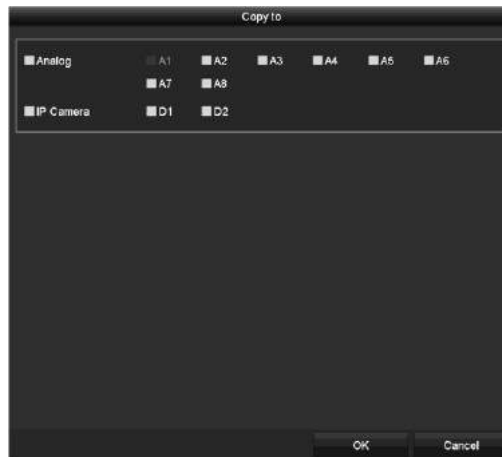 Copy to
Analog A1 A2 A3 A4 A5 A6
A7 A8
IP Camera D1 D2
OK Cancel